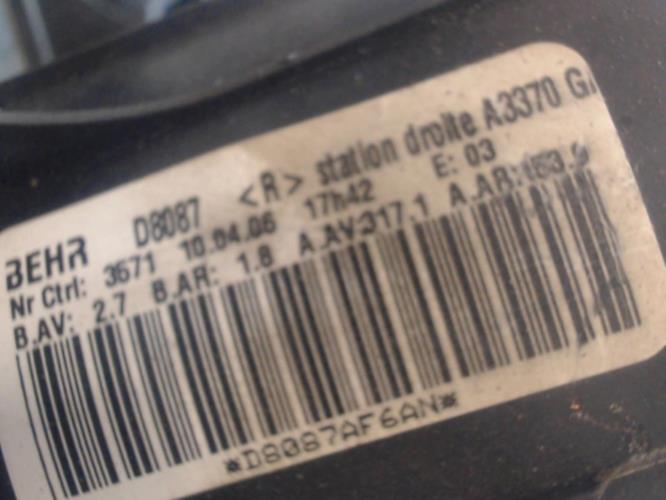 BEHR D8087 <R> station droite A3370
Nr Ctrl: 3671 10.04.06 17h42 E: 03
B.AV: 2.7 B.AR: 1.8 A.AV:317.1 A.AR:
*D8087AF6AN*